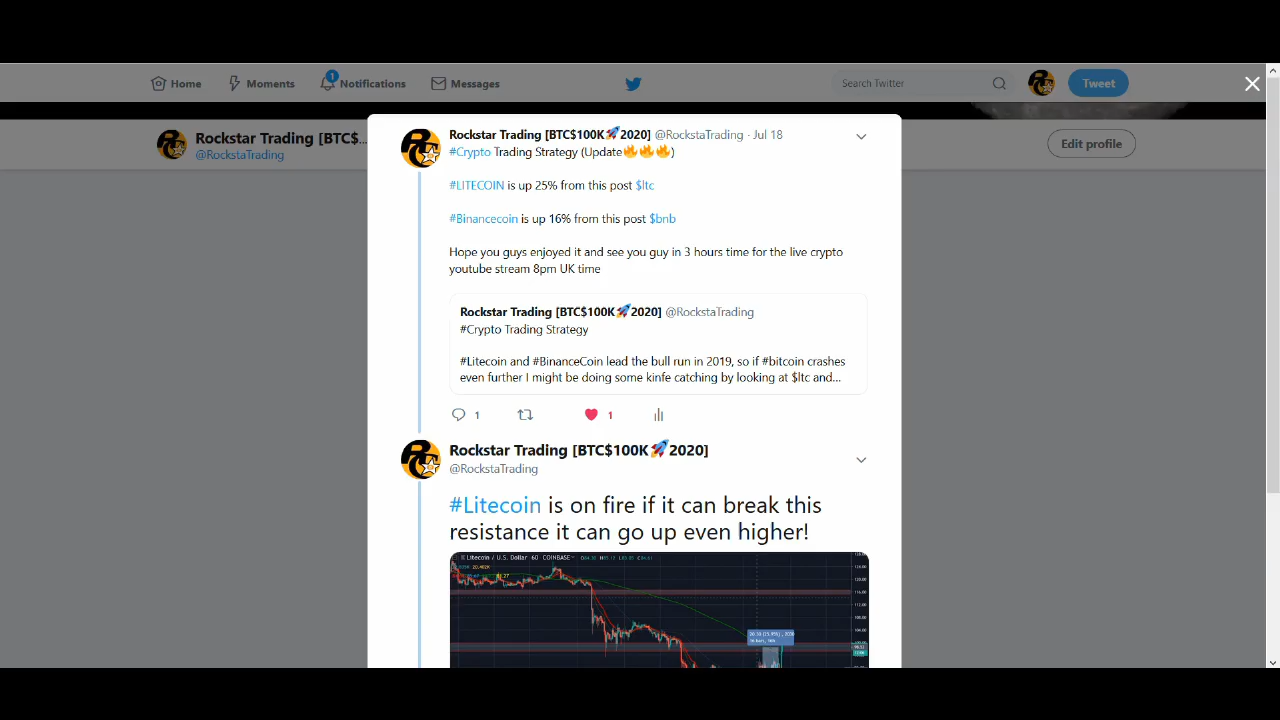 Home Moments 1 Notifications Messages Search Twitter Tweet
Rockstar Trading [BTC$...
@RockstaTrading
Edit profile
Rockstar Trading [BTC$100K🚀2020] @RockstaTrading · Jul 18
#Crypto Trading Strategy (Update🔥🔥🔥)
#LITECOIN is up 25% from this post $ltc
#Binancecoin is up 16% from this post $bnb
Hope you guys enjoyed it and see you guy in 3 hours time for the live crypto
youtube stream 8pm UK time
Rockstar Trading [BTC$100K🚀2020] @RockstaTrading
#Crypto Trading Strategy
#Litecoin and #BinanceCoin lead the bull run in 2019, so if #bitcoin crashes
even further I might be doing some kinfe catching by looking at $ltc and...
1 1
Rockstar Trading [BTC$100K🚀2020]
@RockstaTrading
#Litecoin is on fire if it can break this
resistance it can go up even higher!
Litecoin / U.S. Dollar 60 COINBASE